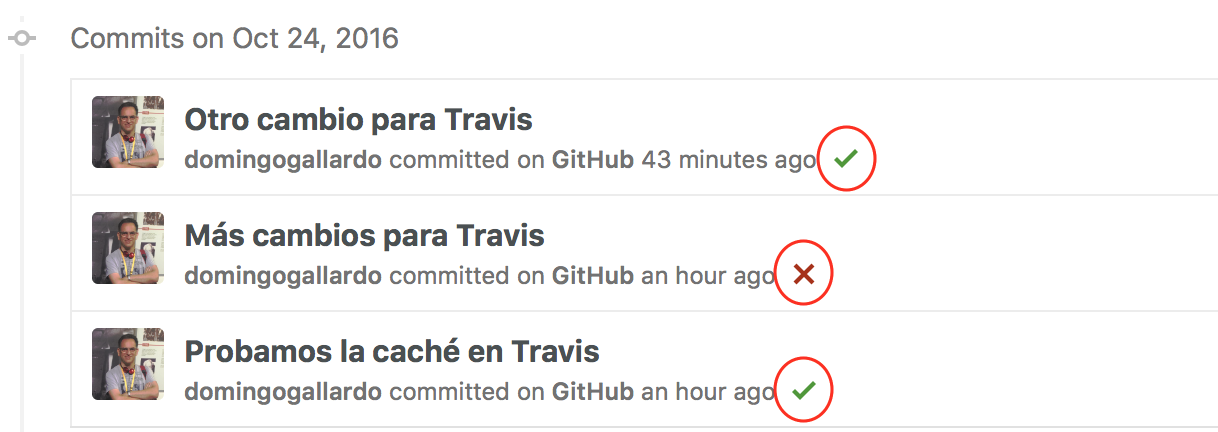 Commits on Oct 24, 2016
Otro cambio para Travis
domingogallardo committed on GitHub 43 minutes ago
Más cambios para Travis
domingogallardo committed on GitHub an hour ago
Probamos la caché en Travis
domingogallardo committed on GitHub an hour ago